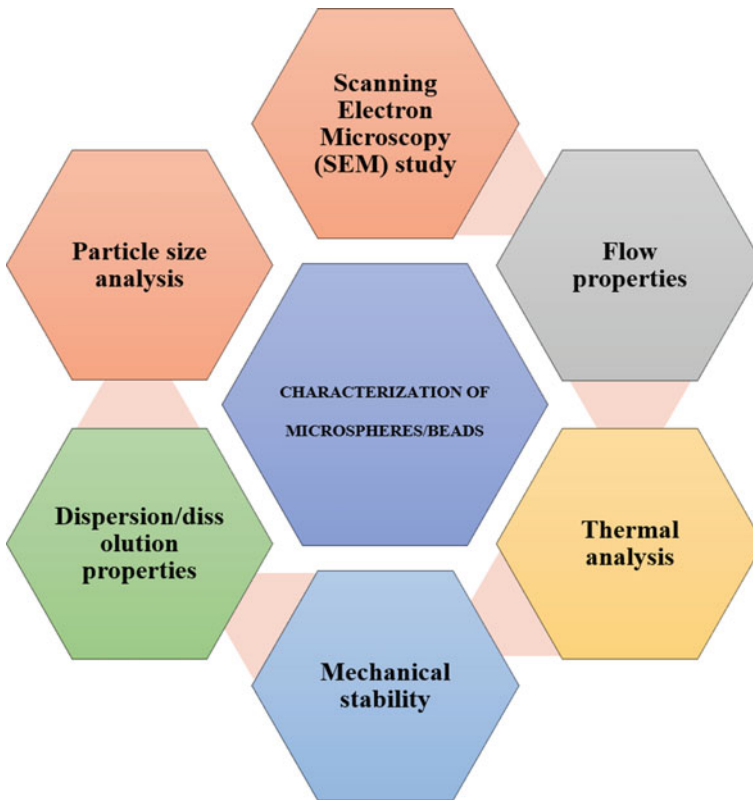 Scanning
Electron
Microscopy
(SEM) study
Particle size
analysis
Flow
properties
CHARACTERIZATION OF
MICROSPHERES/BEADS
Dispersion/diss
olution
properties
Thermal
analysis
Mechanical
stability